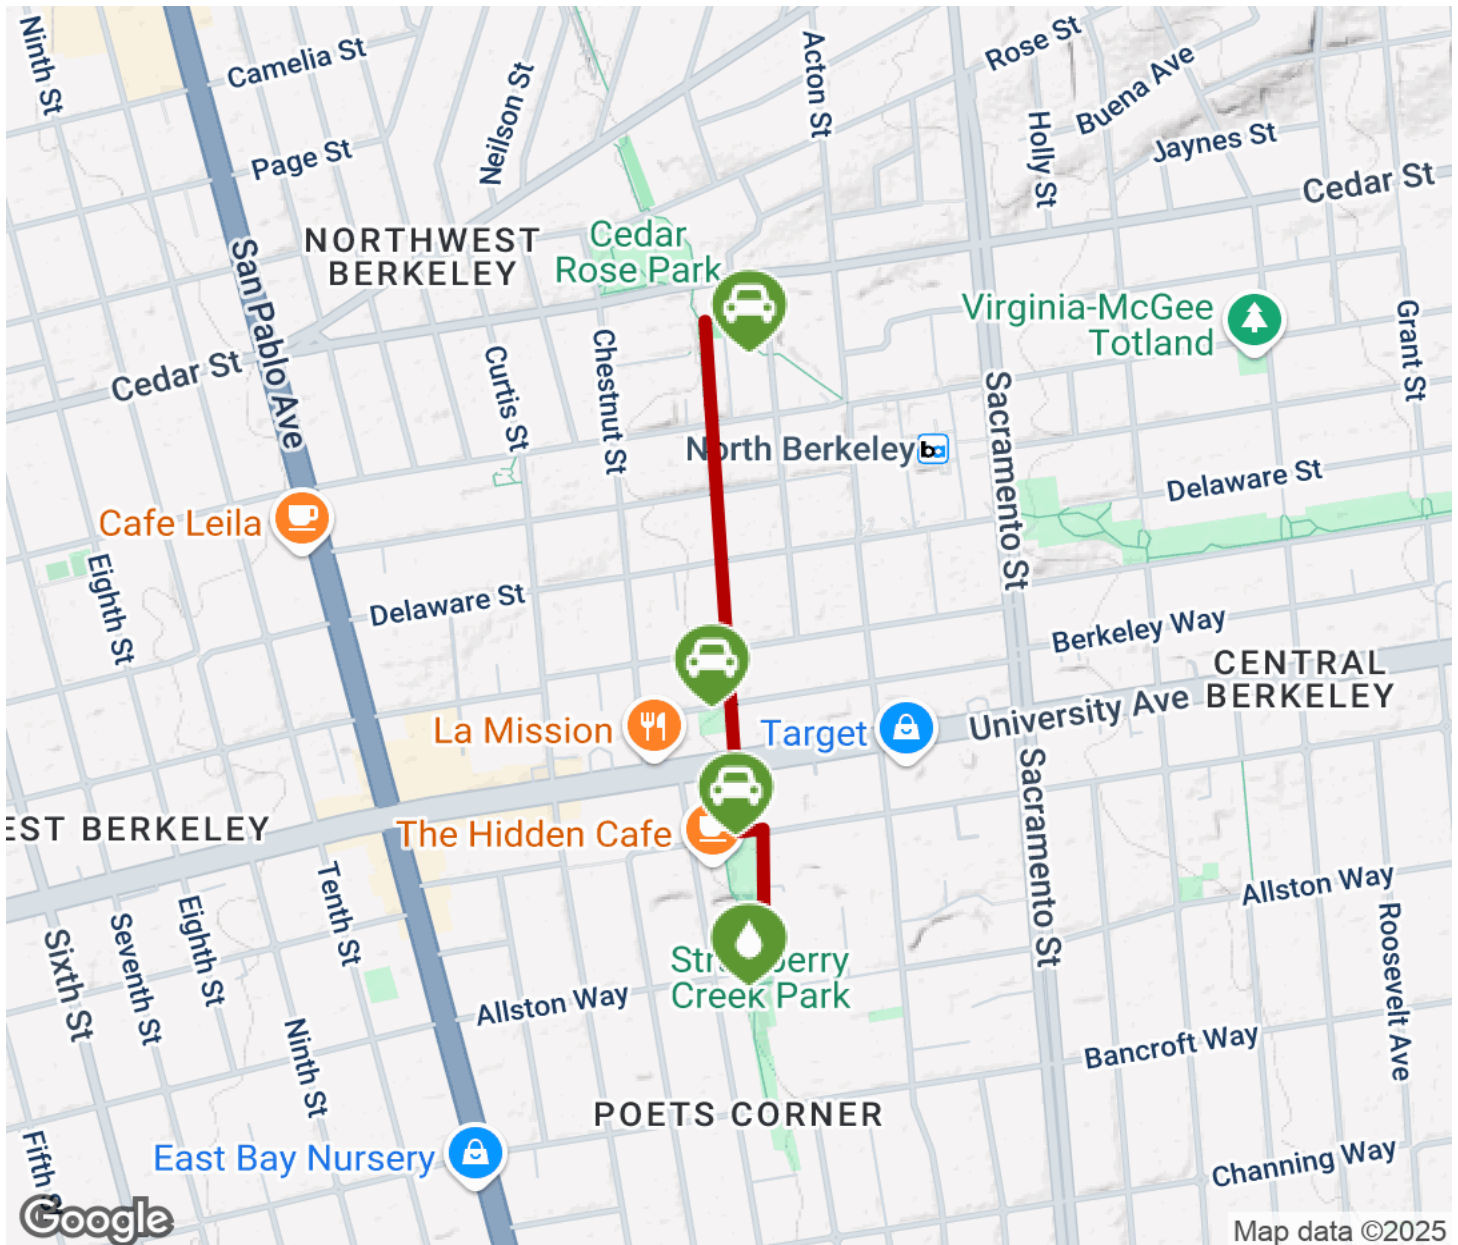 Ninth St
Camelia St
Neilson St
Acton St
Rose St
Buena Ave
Holly St
Jaynes St
Cedar St
Page St
San Pablo Ave
NORTHWEST
BERKELEY
Cedar
Rose Park
Virginia-McGee
Totland
Grant St
Cedar St
Curtis St
Chestnut St
Sacramento St
North Berkeley
Delaware St
Cafe Leila
Eighth St
Delaware St
Berkeley Way
CENTRAL
BERKELEY
La Mission
Target
University Ave
EST BERKELEY
The Hidden Cafe
Sacramento St
Tenth St
Allston Way
Sixth St
Seventh St
Eighth St
Roosevelt Ave
Creek Park
Allston Way
Ninth St
Bancroft Way
POETS CORNER
East Bay Nursery
Fifth
Channing Way
Google
Map data ©2025